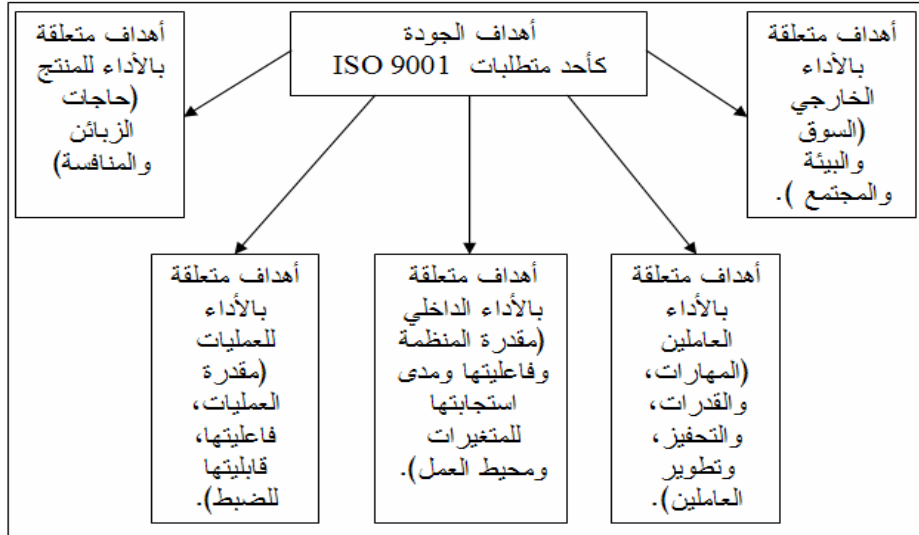 أهداف الجودة
كأحد متطلبات ISO 9001
أهداف متعلقة
بالأداء
الخارجي
(السوق
والبيئة
والمجتمع ).
أهداف متعلقة
بالأداء للمنتج
(حاجات
الزبائن
والمنافسة)
أهداف متعلقة
بالأداء
العاملين
(المهارات،
والقدرات،
والتحفيز،
وتطوير
العاملين).
أهداف متعلقة
بالأداء الداخلي
(مقدرة المنظمة
وفاعليتها ومدى
استجابتها
للمتغيرات
ومحيط العمل).
أهداف متعلقة
بالأداء
للعمليات
(مقدرة
العمليات،
فاعليتها،
قابليتها
للضبط).